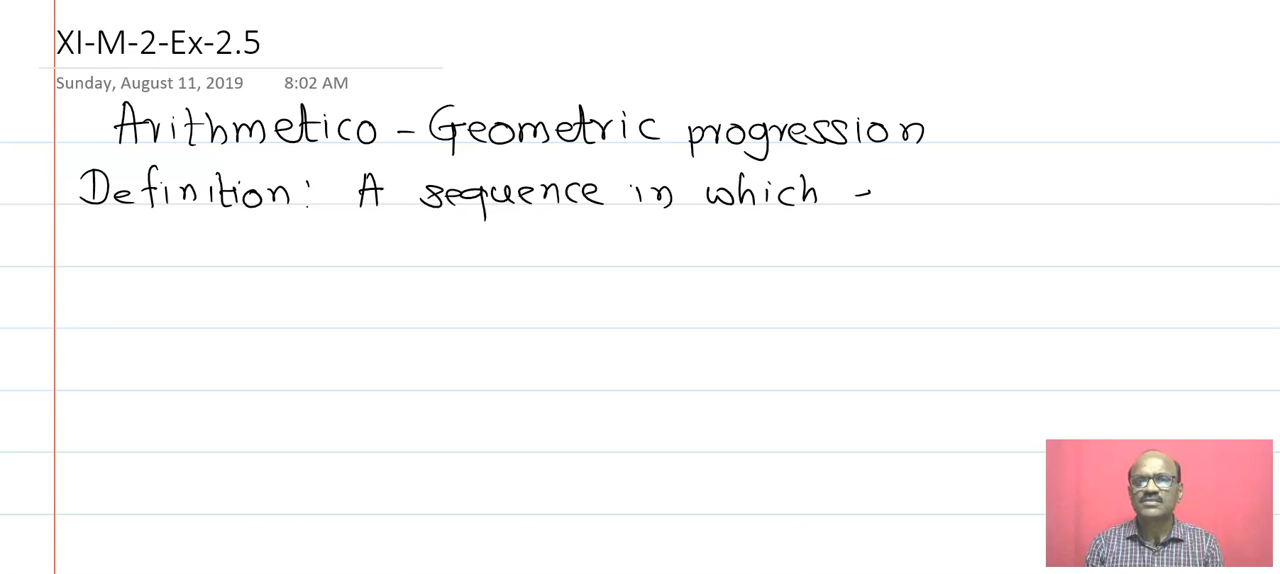 XI-M-2-Ex-2.5
Sunday, August 11, 2019 8:02 AM
Arithmetico - Geometric progression
Definition: A sequence in which